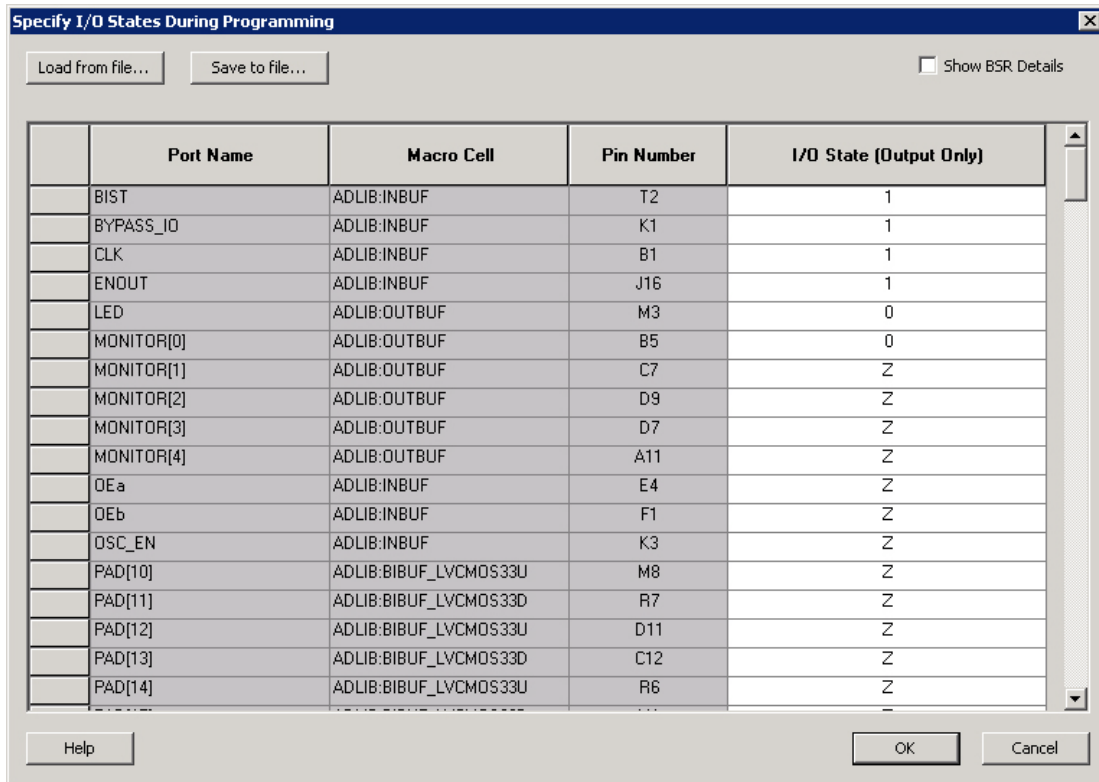 Specify I/O States During Programming
Load from file... Save to file... Show BSR Details
Port Name Macro Cell Pin Number I/O State (Output Only)
BIST ADLIB:INBUF T2 1
BYPASS_IO ADLIB:INBUF K1 1
CLK ADLIB:INBUF B1 1
ENOUT ADLIB:INBUF J16 1
LED ADLIB:OUTBUF M3 0
MONITOR[0] ADLIB:OUTBUF B5 0
MONITOR[1] ADLIB:OUTBUF C7 Z
MONITOR[2] ADLIB:OUTBUF D9 Z
MONITOR[3] ADLIB:OUTBUF D7 Z
MONITOR[4] ADLIB:OUTBUF A11 Z
OEa ADLIB:INBUF E4 Z
OEb ADLIB:INBUF F1 Z
OSC_EN ADLIB:INBUF K3 Z
PAD[10] ADLIB:BIBUF_LVCMOS33U M8 Z
PAD[11] ADLIB:BIBUF_LVCMOS33D R7 Z
PAD[12] ADLIB:BIBUF_LVCMOS33U D11 Z
PAD[13] ADLIB:BIBUF_LVCMOS33D C12 Z
PAD[14] ADLIB:BIBUF_LVCMOS33U R6 Z
Help OK Cancel